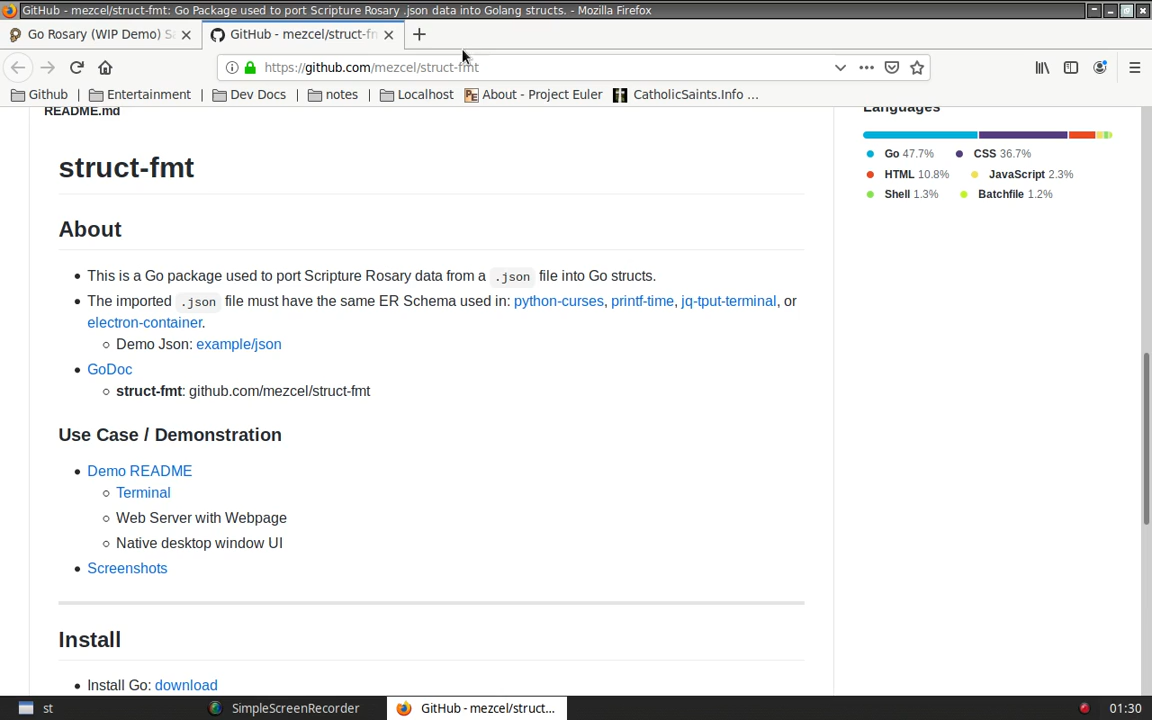 GitHub - mezcel/struct-fmt: Go Package used to port Scripture Rosary .json data into Golang structs. - Mozilla Firefox
Go Rosary (WIP Demo) S
GitHub - mezcel/struct-fm
https://github.com/mezcel/struct-fmt
Github | Entertainment | Dev Docs | notes | Localhost About - Project Euler CatholicSaints.Info ...
README.md
struct-fmt
About
This is a Go package used to port Scripture Rosary data from a .json file into Go structs.
The imported .json file must have the same ER Schema used in: python-curses, printf-time, jq-tput-terminal, or
electron-container.
Demo Json: example/json
GoDoc
struct-fmt: github.com/mezcel/struct-fmt
Use Case / Demonstration
Demo README
Terminal
Web Server with Webpage
Native desktop window UI
Screenshots
Install
Install Go: download
Languages
Go 47.7% CSS 36.7%
HTML 10.8% JavaScript 2.3%
Shell 1.3% Batchfile 1.2%
st
SimpleScreenRecorder
GitHub - mezcel/struct...
01:30